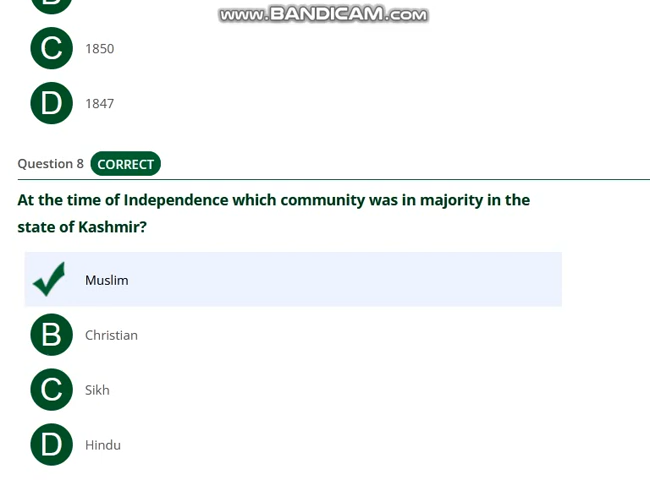 www.BANDICAM.com
C 1850
D 1847
Question 8 CORRECT
At the time of Independence which community was in majority in the
state of Kashmir?
Muslim
B Christian
C Sikh
D Hindu